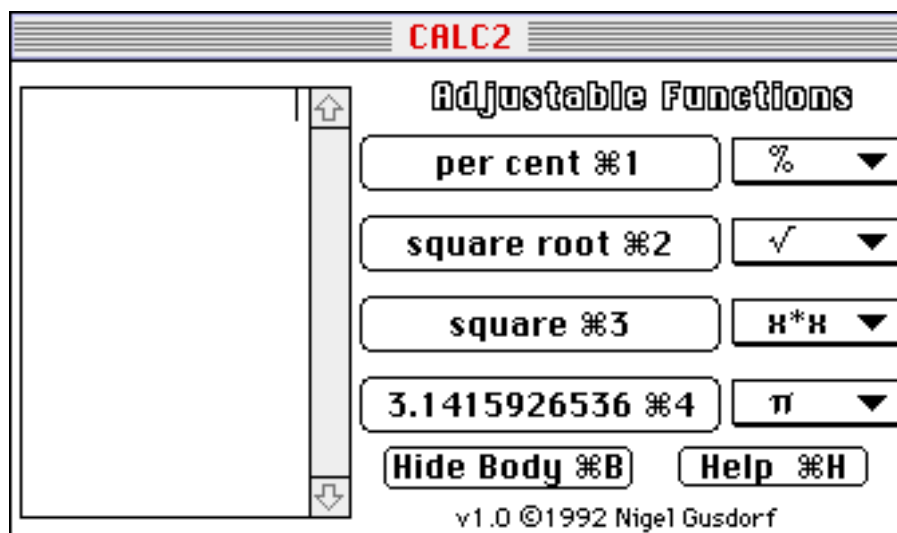 CALC2
Adjustable Functions
per cent ⌘1 %
square root ⌘2 √
square ⌘3 x*x
3.1415926536 ⌘4 π
Hide Body ⌘B Help ⌘H
v1.0 ©1992 Nigel Gusdorf